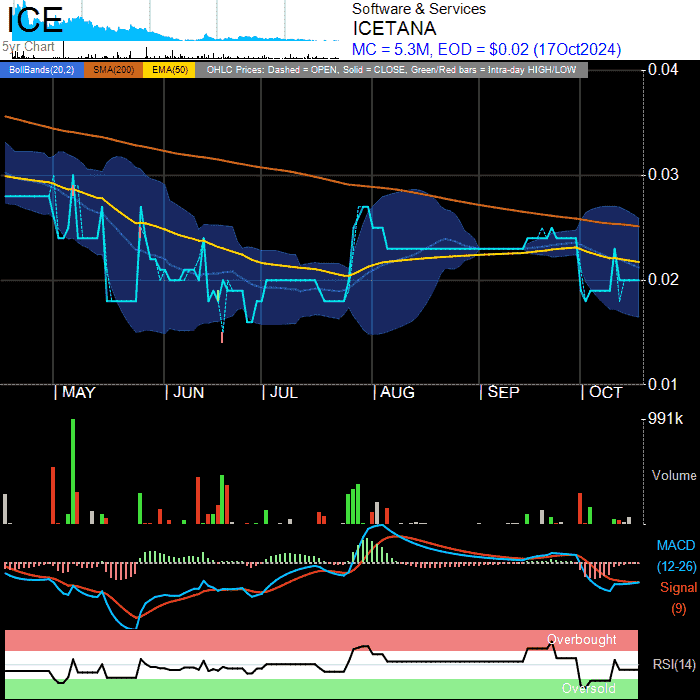 ICE
5yr Chart
Software & Services
ICETANA
MC = 5.3M, EOD = $0.02 (17Oct2024)
BollBands(20,2) SMA(200) EMA(50) OHLC Prices: Dashed = OPEN, Solid = CLOSE, Green/Red bars = Intra-day HIGH/LOW
0.04
0.03
0.02
0.01
MAY JUN JUL AUG SEP OCT
991k
Volume
MACD
(12-26)
Signal
(9)
Overbought
RSI(14)
Oversold